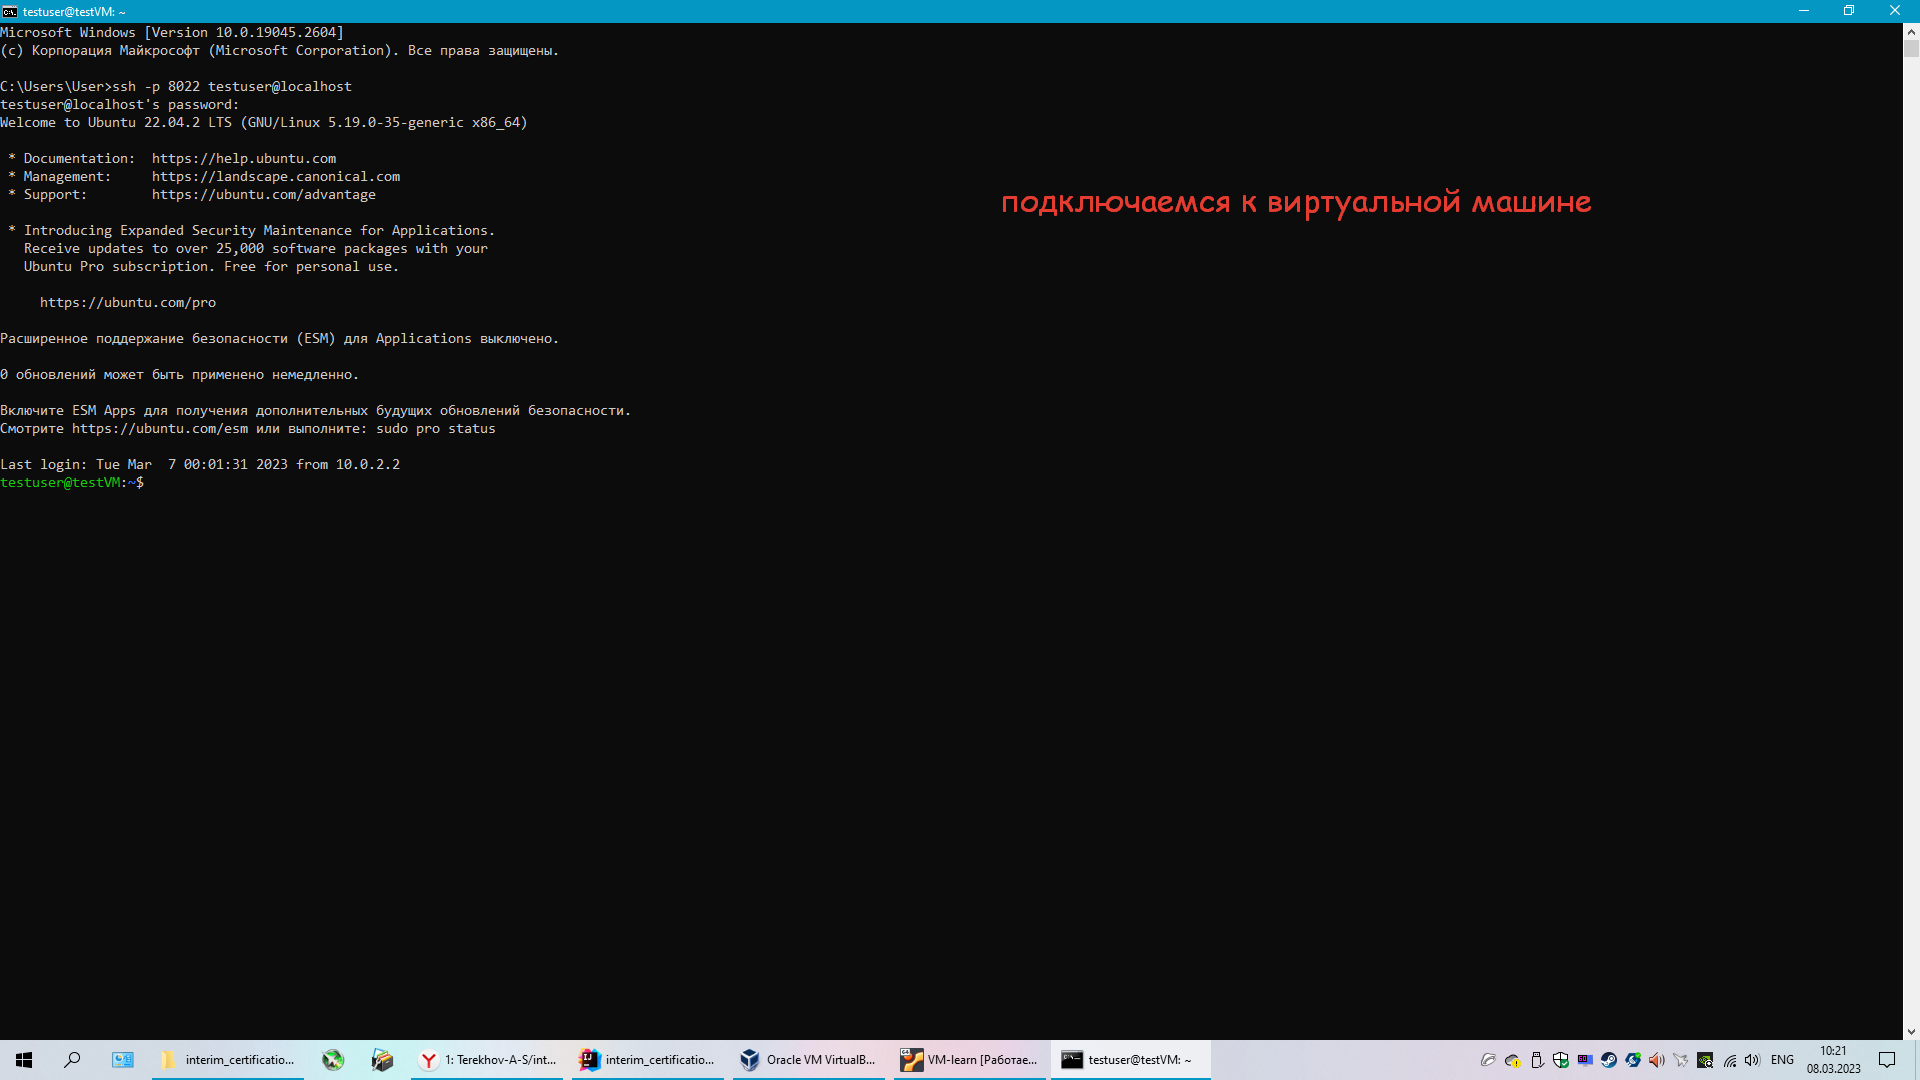 testuser@testVM: ~
Microsoft Windows [Version 10.0.19045.2604]
(c) Корпорация Майкрософт (Microsoft Corporation). Все права защищены.
C:\Users\User>ssh -p 8022 testuser@localhost
testuser@localhost's password:
Welcome to Ubuntu 22.04.2 LTS (GNU/Linux 5.19.0-35-generic x86_64)
* Documentation:  https://help.ubuntu.com
* Management:     https://landscape.canonical.com
* Support:        https://ubuntu.com/advantage
подключаемся к виртуальной машине
* Introducing Expanded Security Maintenance for Applications.
Receive updates to over 25,000 software packages with your
Ubuntu Pro subscription. Free for personal use.
https://ubuntu.com/pro
Расширенное поддержание безопасности (ESM) для Applications выключено.
0 обновлений может быть применено немедленно.
Включите ESM Apps для получения дополнительных будущих обновлений безопасности.
Смотрите https://ubuntu.com/esm или выполните: sudo pro status
Last login: Tue Mar  7 00:01:31 2023 from 10.0.2.2
testuser@testVM:~$
interim_certificatio...
1: Terekhov-A-S/int...
interim_certificatio...
Oracle VM VirtualB...
VM-learn [Работае...
testuser@testVM: ~
ENG
10:21
08.03.2023